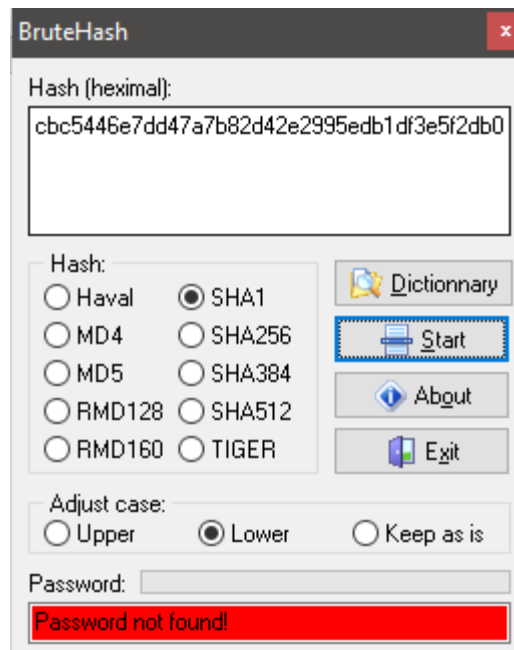 BruteHash
x
Hash (heximal):
cbc5446e7dd47a7b82d42e2995edb1df3e5f2db0
Hash:
Haval
SHA1
MD4
SHA256
MD5
SHA384
RMD128
SHA512
RMD160
TIGER
Dictionnary
Start
About
Exit
Adjust case:
Upper
Lower
Keep as is
Password:
Password not found!